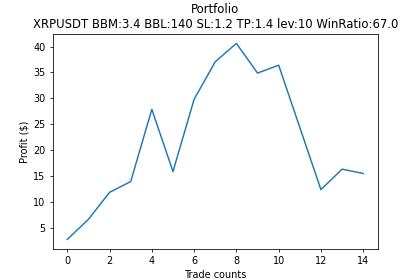 Portfolio
XRPUSDT BBM:3.4 BBL:140 SL:1.2 TP:1.4 lev:10 WinRatio:67.0
40
35
30
25
20
15
10
5
Profit ($)
0 2 4 6 8 10 12 14
Trade counts